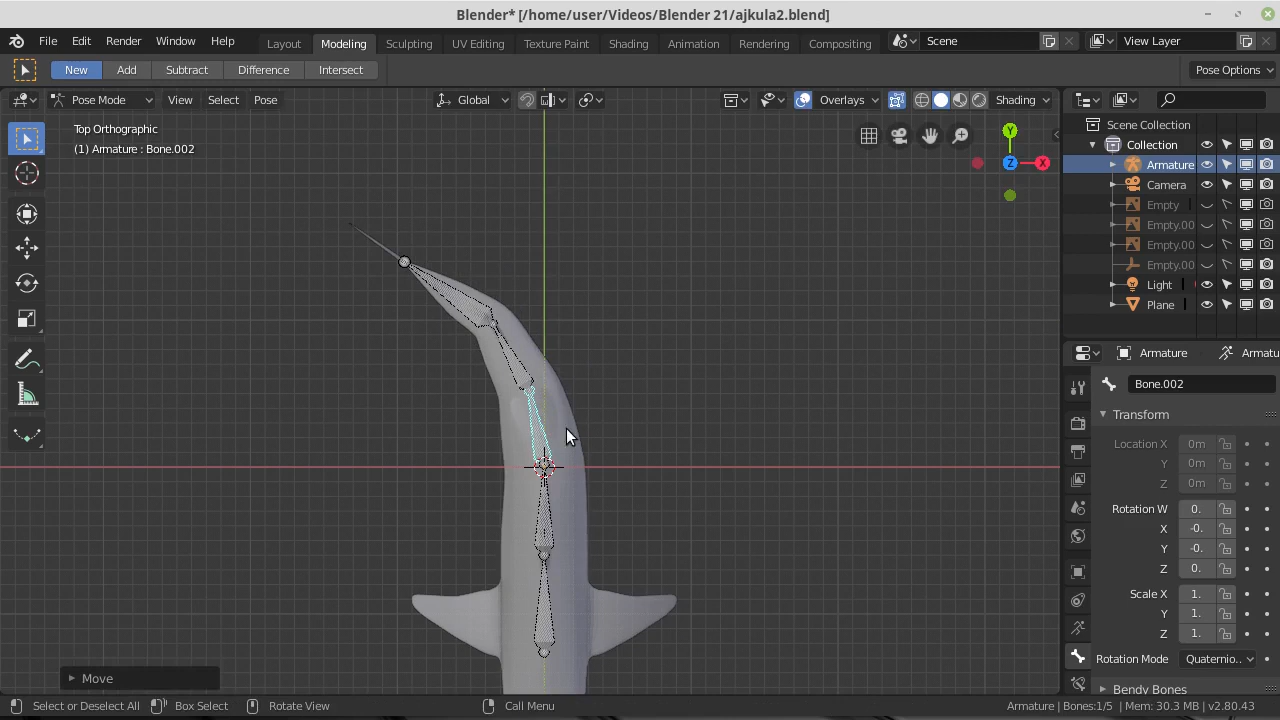 Blender* [/home/user/Videos/Blender 21/ajkula2.blend]
File Edit Render Window Help Layout Modeling Sculpting UV Editing Texture Paint Shading Animation Rendering Compositing Scene View Layer
New Add Subtract Difference Intersect Pose Options
Pose Mode View Select Pose Global Overlays Shading
Top Orthographic
(1) Armature : Bone.002
Y
Z X
Scene Collection
Collection
Armature
Camera
Empty
Empty.00
Empty.00
Empty.00
Light
Plane
Armature Armatu
Bone.002
Transform
Location X 0m
Y 0m
Z 0m
Rotation W 0.
X -0.
Y -0.
Z 0.
Scale X 1.
Y 1.
Z 1.
Rotation Mode Quaternio..
Bendy Bones
Move
Select or Deselect All Box Select Rotate View Call Menu Armature | Bones:1/5 | Mem: 30.3 MB | v2.80.43